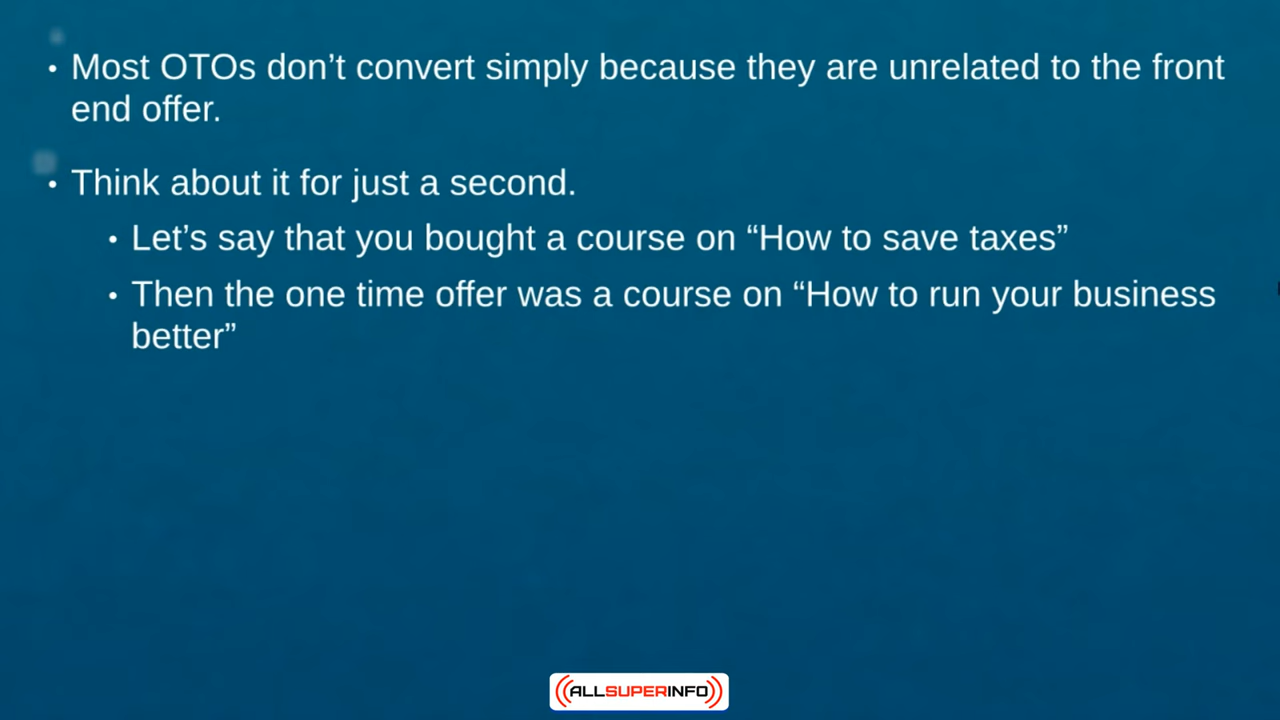 • Most OTOs don’t convert simply because they are unrelated to the front
end offer.
• Think about it for just a second.
• Let’s say that you bought a course on “How to save taxes”
• Then the one time offer was a course on “How to run your business
better”
((ALLSUPERINFO))